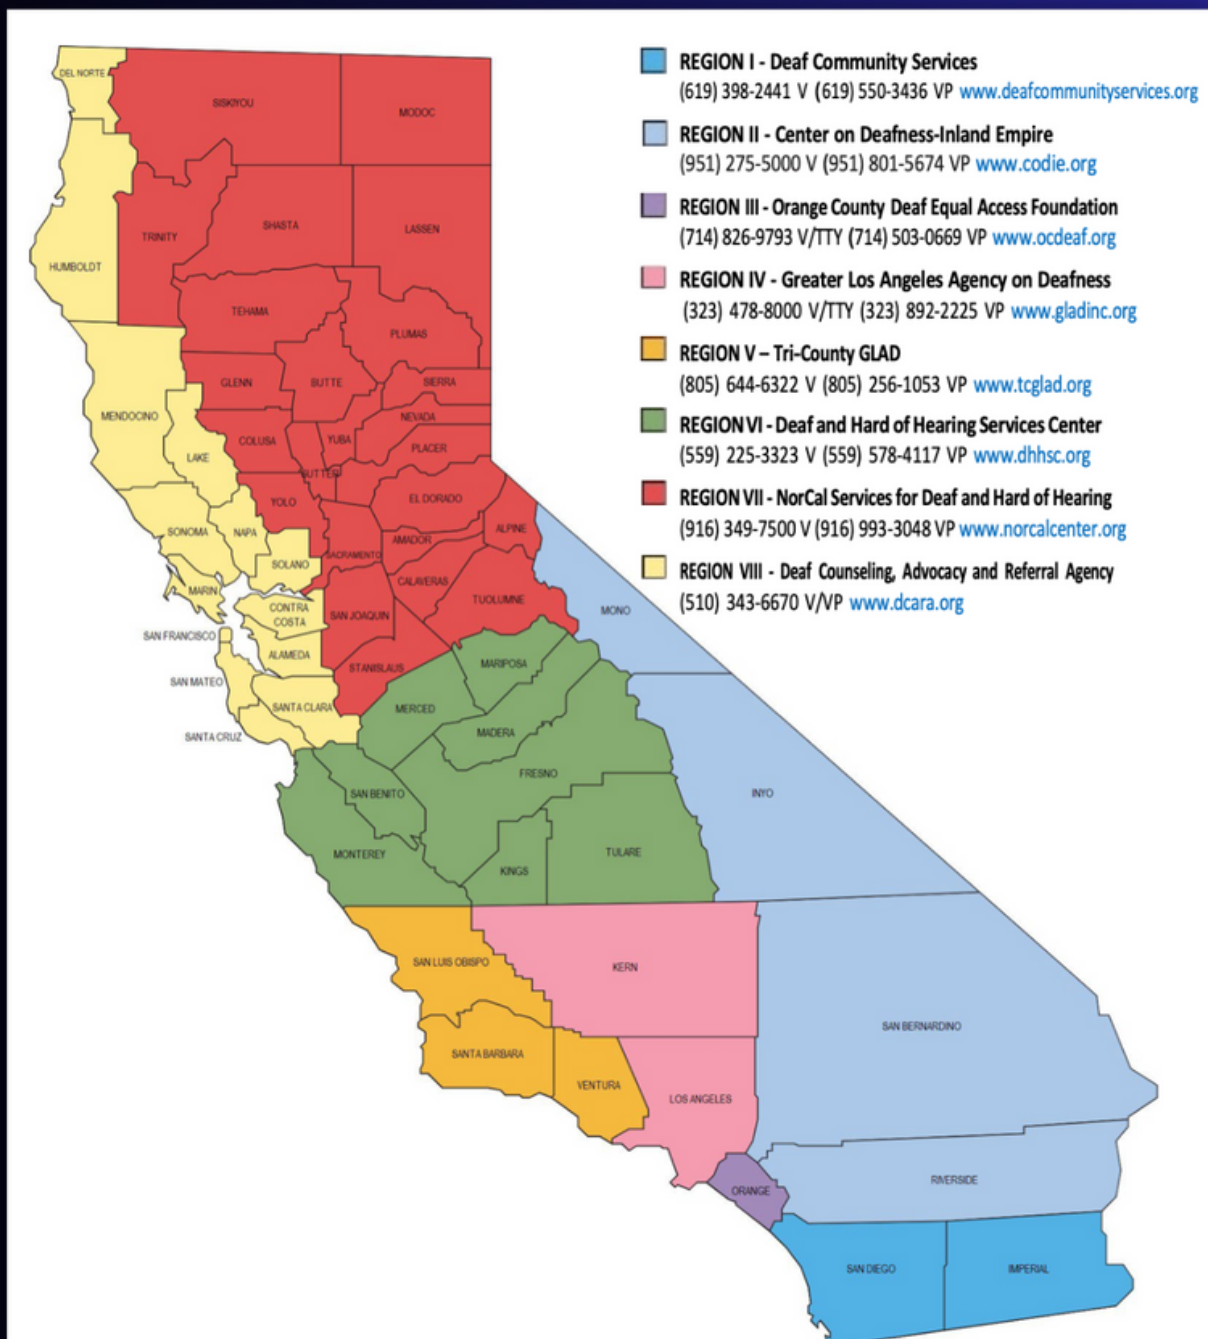 REGION I - Deaf Community Services
(619) 398-2441 V (619) 550-3436 VP www.deafcommunityservices.org
REGION II - Center on Deafness-Inland Empire
(951) 275-5000 V (951) 801-5674 VP www.codie.org
REGION III - Orange County Deaf Equal Access Foundation
(714) 826-9793 V/TTY (714) 503-0669 VP www.ocdeaf.org
REGION IV - Greater Los Angeles Agency on Deafness
(323) 478-8000 V/TTY (323) 892-2225 VP www.gladinc.org
REGION V – Tri-County GLAD
(805) 644-6322 V (805) 256-1053 VP www.tcglad.org
REGION VI - Deaf and Hard of Hearing Services Center
(559) 225-3323 V (559) 578-4117 VP www.dhhsc.org
REGION VII - NorCal Services for Deaf and Hard of Hearing
(916) 349-7500 V (916) 993-3048 VP www.norcalcenter.org
REGION VIII - Deaf Counseling, Advocacy and Referral Agency
(510) 343-6670 V/VP www.dcara.org
DEL NORTE
SISKIYOU
MODOC
HUMBOLDT
TRINITY
SHASTA
LASSEN
TEHAMA
PLUMAS
GLENN
BUTTE
SIERRA
MENDOCINO
LAKE
COLUSA
SUTTER
YUBA
NEVADA
PLACER
YOLO
EL DORADO
SONOMA
NAPA
SOLANO
SACRAMENTO
AMADOR
ALPINE
MARIN
CONTRA
COSTA
SAN JOAQUIN
CALAVERAS
TUOLUMNE
MONO
SAN FRANCISCO
ALAMEDA
STANISLAUS
MARIPOSA
SAN MATEO
SANTA CLARA
MERCED
MADERA
SANTA CRUZ
FRESNO
SAN BENITO
INYO
MONTEREY
KINGS
TULARE
SAN LUIS OBISPO
KERN
SAN BERNARDINO
SANTA BARBARA
VENTURA
LOS ANGELES
ORANGE
RIVERSIDE
SAN DIEGO
IMPERIAL